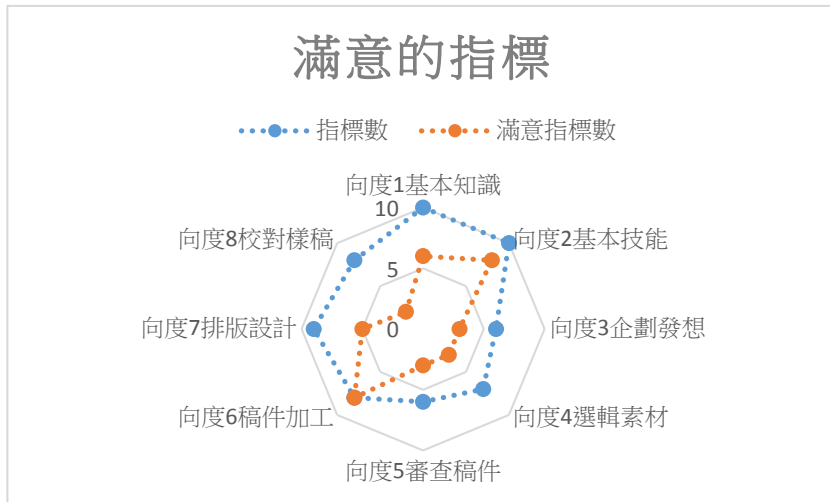 滿意的指標
指標數 滿意指標數
向度1基本知識
10
向度8校對樣稿 向度2基本技能
5
向度7排版設計 0 向度3企劃發想
向度6稿件加工 向度4選輯素材
向度5審查稿件